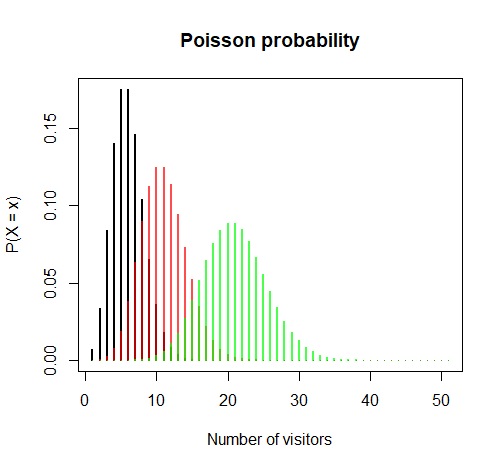 Poisson probability
P(X = x)
0.15
0.10
0.05
0.00
0 10 20 30 40 50
Number of visitors